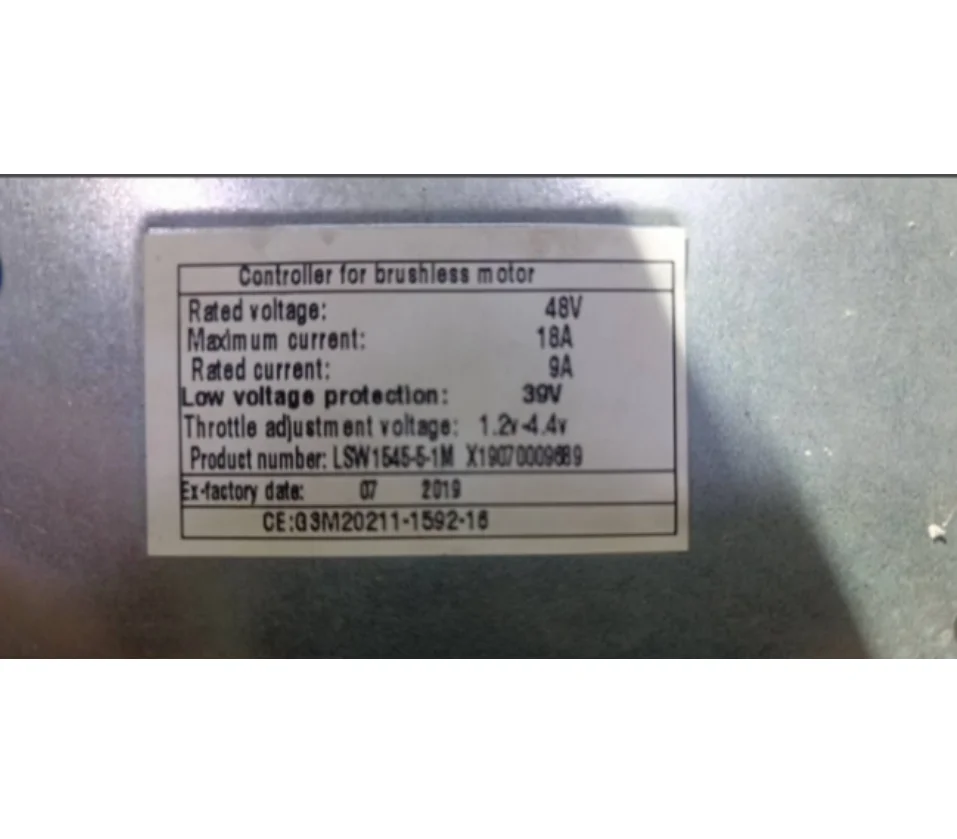 Controller for brushless motor
Rated voltage: 48V
Maximum current: 18A
Rated current: 9A
Low voltage protection: 39V
Throttle adjustment voltage: 1.2v-4.4v
Product number: LSW1545-5-1M X19070009689
Ex-factory date: 07 2019
CE:G3M20211-1592-16